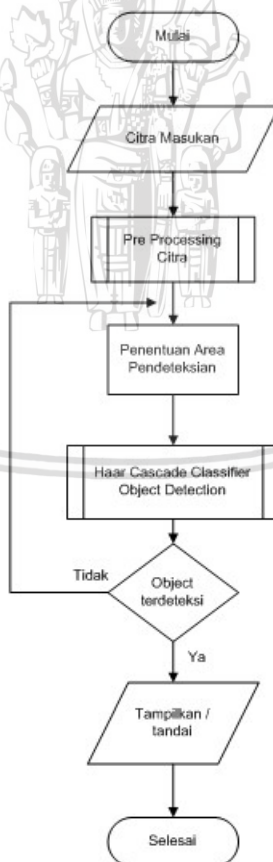 Mulai
Citra Masukan
Pre Processing
Citra
Penentuan Area
Pendeteksian
Haar Cascade Classifier
Object Detection
Tidak
Object
terdeteksi
Ya
Tampilkan /
tandai
Selesai